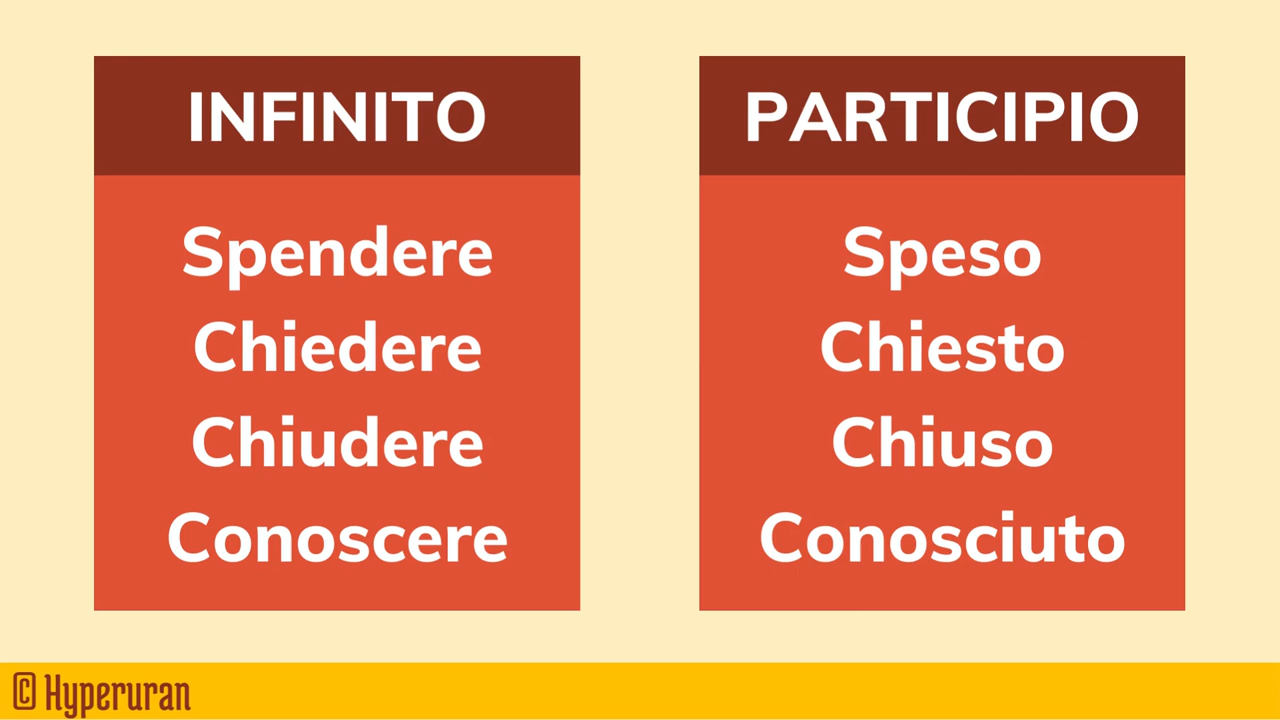 INFINITO
Spendere
Chiedere
Chiudere
Conoscere
PARTICIPIO
Speso
Chiesto
Chiuso
Conosciuto
© Hyperuran